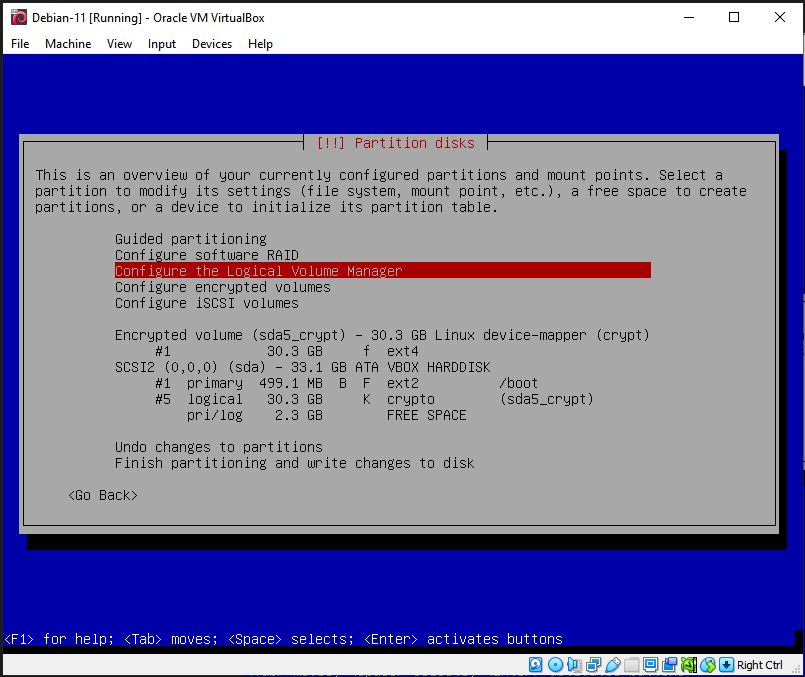 Debian-11 [Running] - Oracle VM VirtualBox
File Machine View Input Devices Help
[!!] Partition disks
This is an overview of your currently configured partitions and mount points. Select a
partition to modify its settings (file system, mount point, etc.), a free space to create
partitions, or a device to initialize its partition table.
Guided partitioning
Configure software RAID
Configure the Logical Volume Manager
Configure encrypted volumes
Configure iSCSI volumes
Encrypted volume (sda5_crypt) - 30.3 GB Linux device-mapper (crypt)
#1 30.3 GB f ext4
SCSI2 (0,0,0) (sda) - 33.1 GB ATA VBOX HARDDISK
#1 primary 499.1 MB B F ext2 /boot
#5 logical 30.3 GB K crypto (sda5_crypt)
pri/log 2.3 GB FREE SPACE
Undo changes to partitions
Finish partitioning and write changes to disk
<Go Back>
<F1> for help; <Tab> moves; <Space> selects; <Enter> activates buttons
Right Ctrl